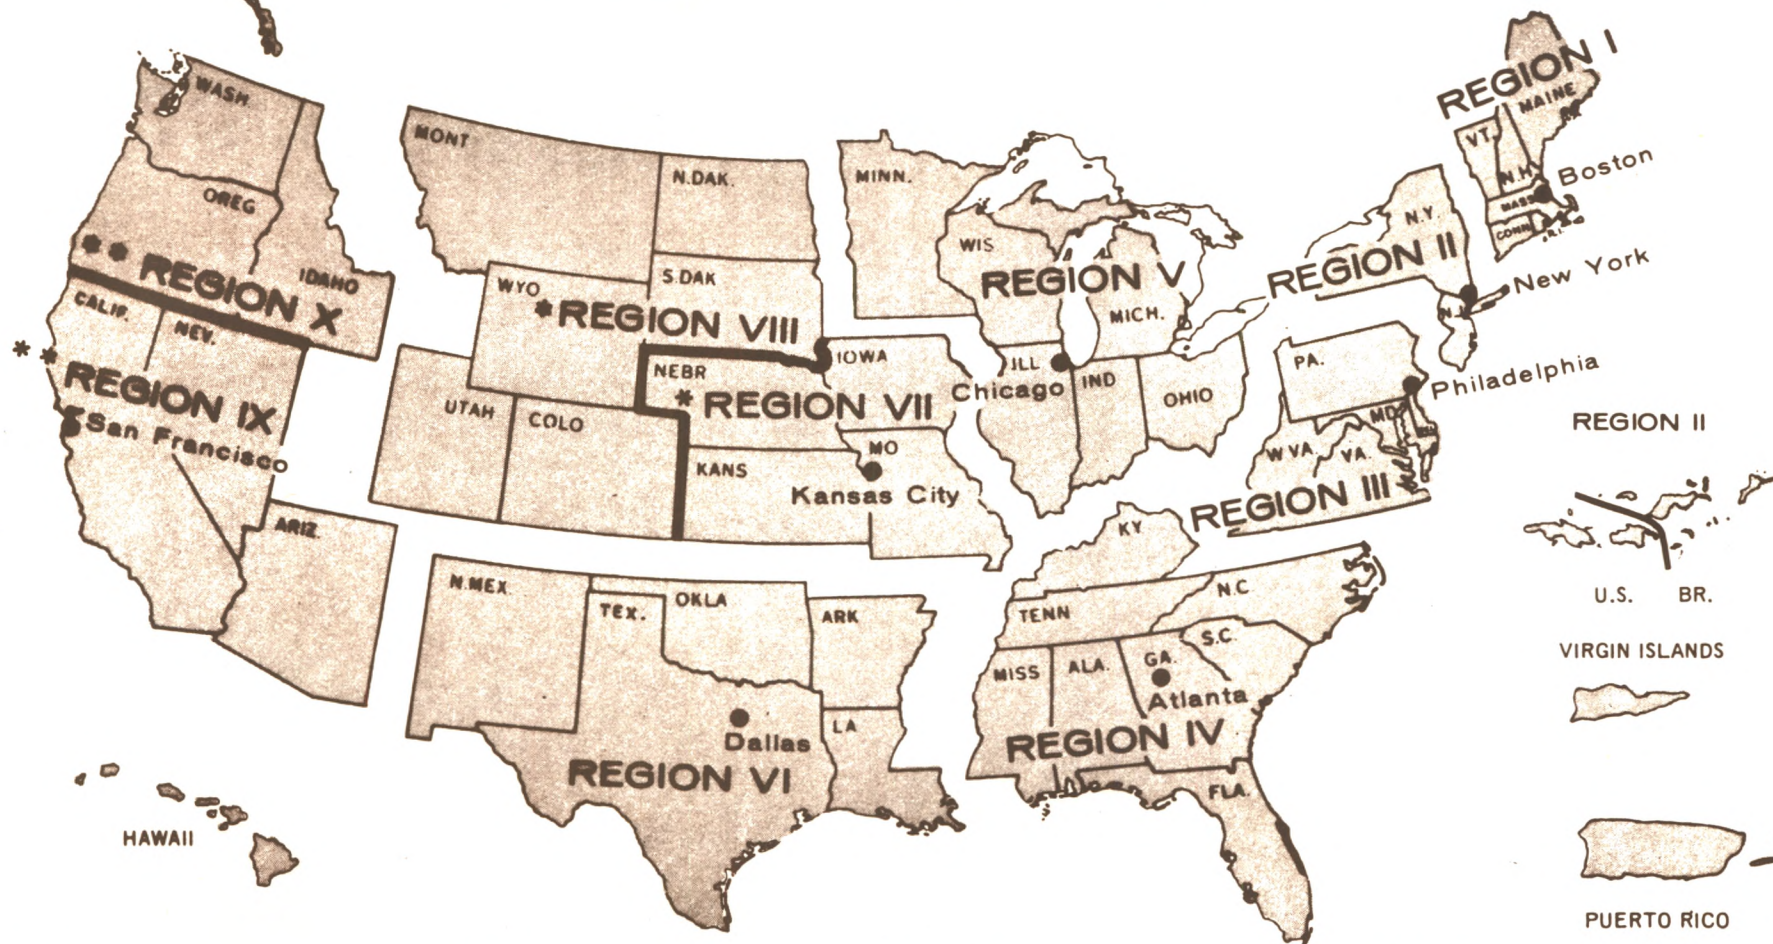 WASH.
OREG
IDAHO
* * REGION X
CALIF.
NEV.
* * REGION IX
San Francisco
ARIZ.
HAWAII
MONT
N.DAK.
S.DAK
WYO
* REGION VIII
UTAH
COLO
NEBR
IOWA
* REGION VII
KANS
MO
Kansas City
N.MEX
TEX.
OKLA
ARK
LA
Dallas
REGION VI
MINN.
WIS
REGION V
MICH.
ILL
Chicago
IND
OHIO
KY
TENN
N.C
S.C.
MISS
ALA.
GA.
Atlanta
REGION IV
FLA.
REGION I
MAINE
VT.
N.H.
MASS
CONN
R.I.
Boston
N.Y.
REGION II
New York
N.J.
PA.
Philadelphia
MD.
W VA.
VA.
REGION III
REGION II
U.S. BR.
VIRGIN ISLANDS
PUERTO RICO